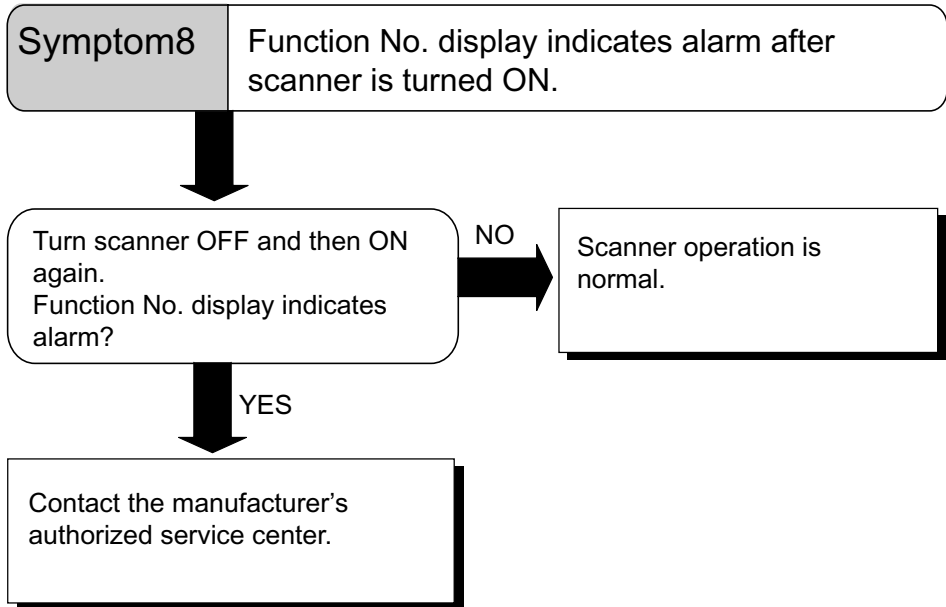 Symptom8
Function No. display indicates alarm after
scanner is turned ON.
Turn scanner OFF and then ON
again.
Function No. display indicates
alarm?
NO
Scanner operation is
normal.
YES
Contact the manufacturer’s
authorized service center.